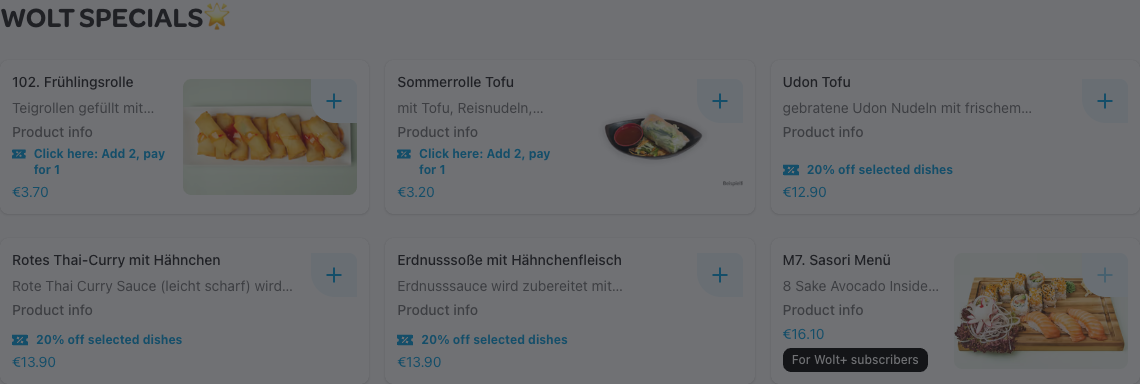 WOLT SPECIALS🌟
102. Frühlingsrolle
Teigrollen gefüllt mit...
Product info
Click here: Add 2, pay
for 1
€3.70
Sommerrolle Tofu
mit Tofu, Reisnudeln,...
Product info
Click here: Add 2, pay
for 1
€3.20
Udon Tofu
gebratene Udon Nudeln mit frischem...
Product info
20% off selected dishes
€12.90
Rotes Thai-Curry mit Hähnchen
Rote Thai Curry Sauce (leicht scharf) wird...
Product info
20% off selected dishes
€13.90
Erdnusssoße mit Hähnchenfleisch
Erdnusssauce wird zubereitet mit...
Product info
20% off selected dishes
€13.90
M7. Sasori Menü
8 Sake Avocado Inside...
Product info
€16.10
For Wolt+ subscribers